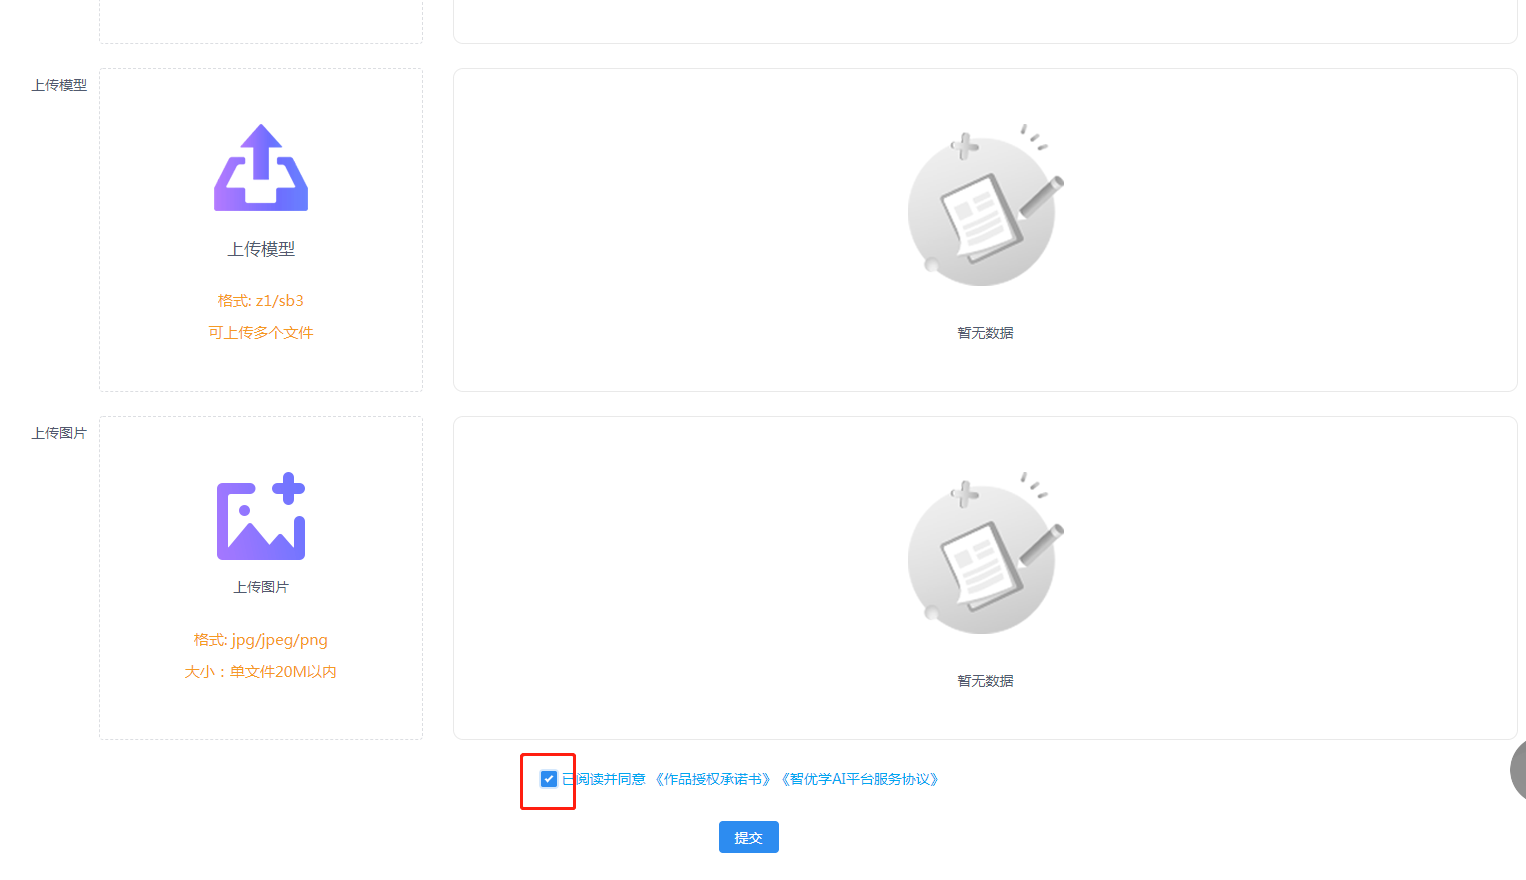 上传模型
上传模型
格式: z1/sb3
可上传多个文件
暂无数据
上传图片
上传图片
格式: jpg/jpeg/png
大小：单文件20M以内
暂无数据
已阅读并同意 《作品授权承诺书》《智优学AI平台服务协议》
提交